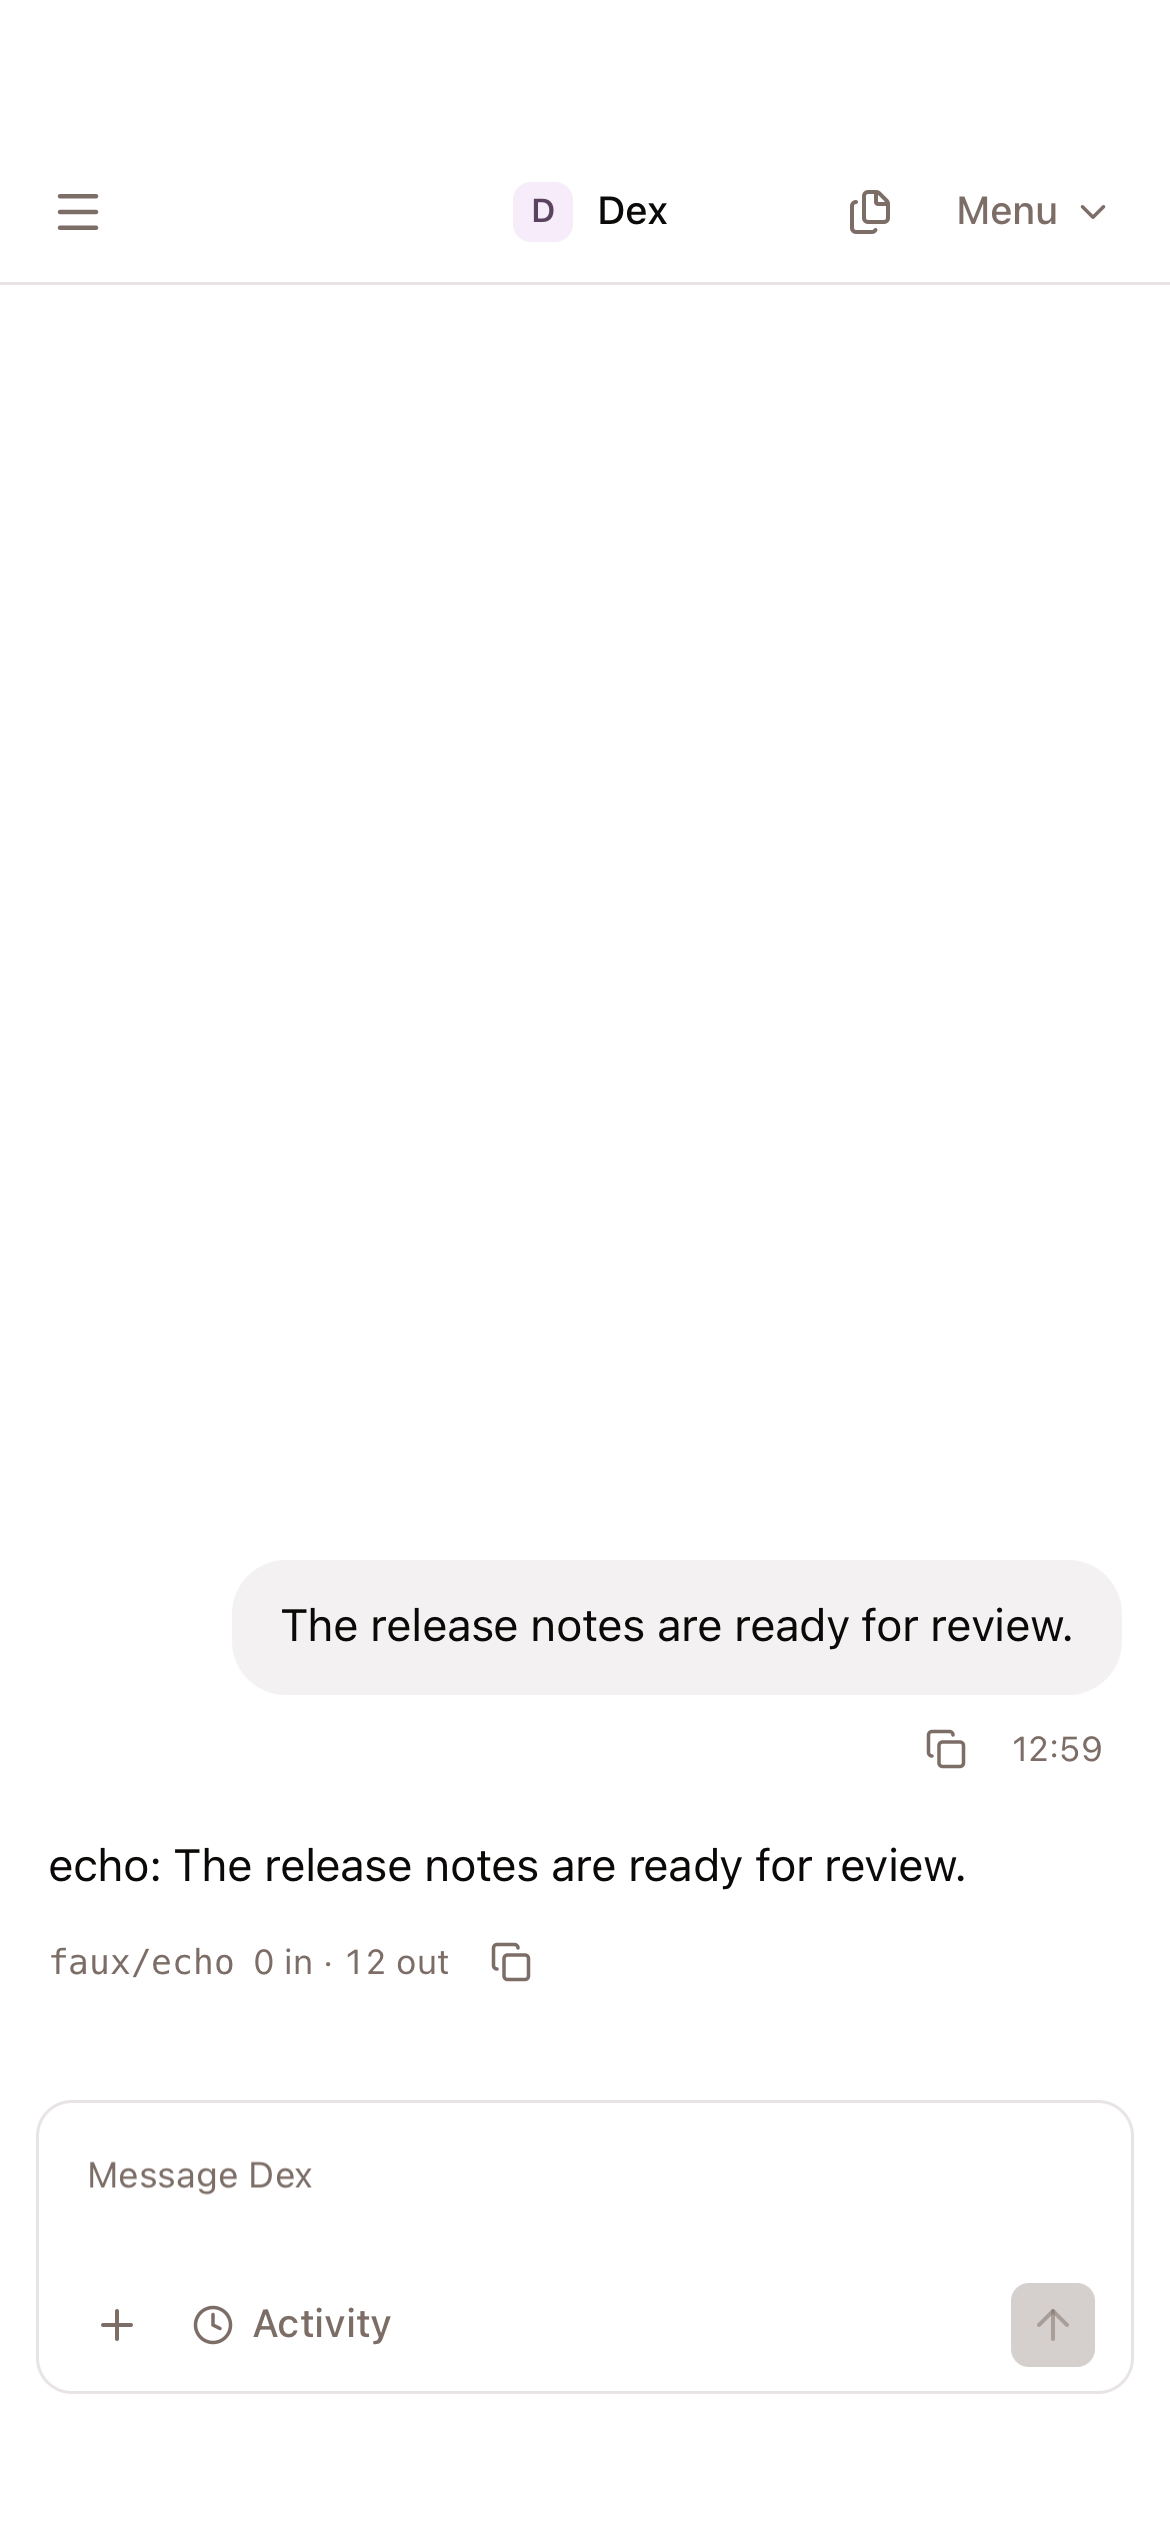 D Dex Menu
The release notes are ready for review.
12:59
echo: The release notes are ready for review.
faux/echo 0 in · 12 out
Message Dex
Activity